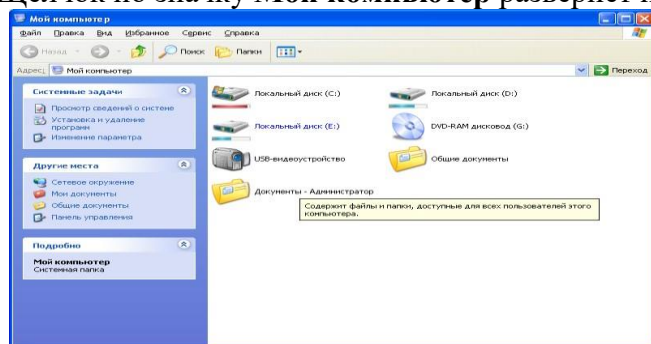 Щелчок по значку Мой компьютер развернет
Мой компьютер
Файл Правка Вид Избранное Сервис Справка
Назад Поиск Папки
Адрес: Мой компьютер Переход
Системные задачи
Просмотр сведений о системе
Установка и удаление
программ
Изменение параметра
Другие места
Сетевое окружение
Мои документы
Общие документы
Панель управления
Подробно
Мой компьютер
Системная папка
Локальный диск (C:) Локальный диск (D:)
Локальный диск (E:) DVD-RAM дисковод (G:)
USB-видеоустройство Общие документы
Документы - Администратор
Содержит файлы и папки, доступные для всех пользователей этого
компьютера.